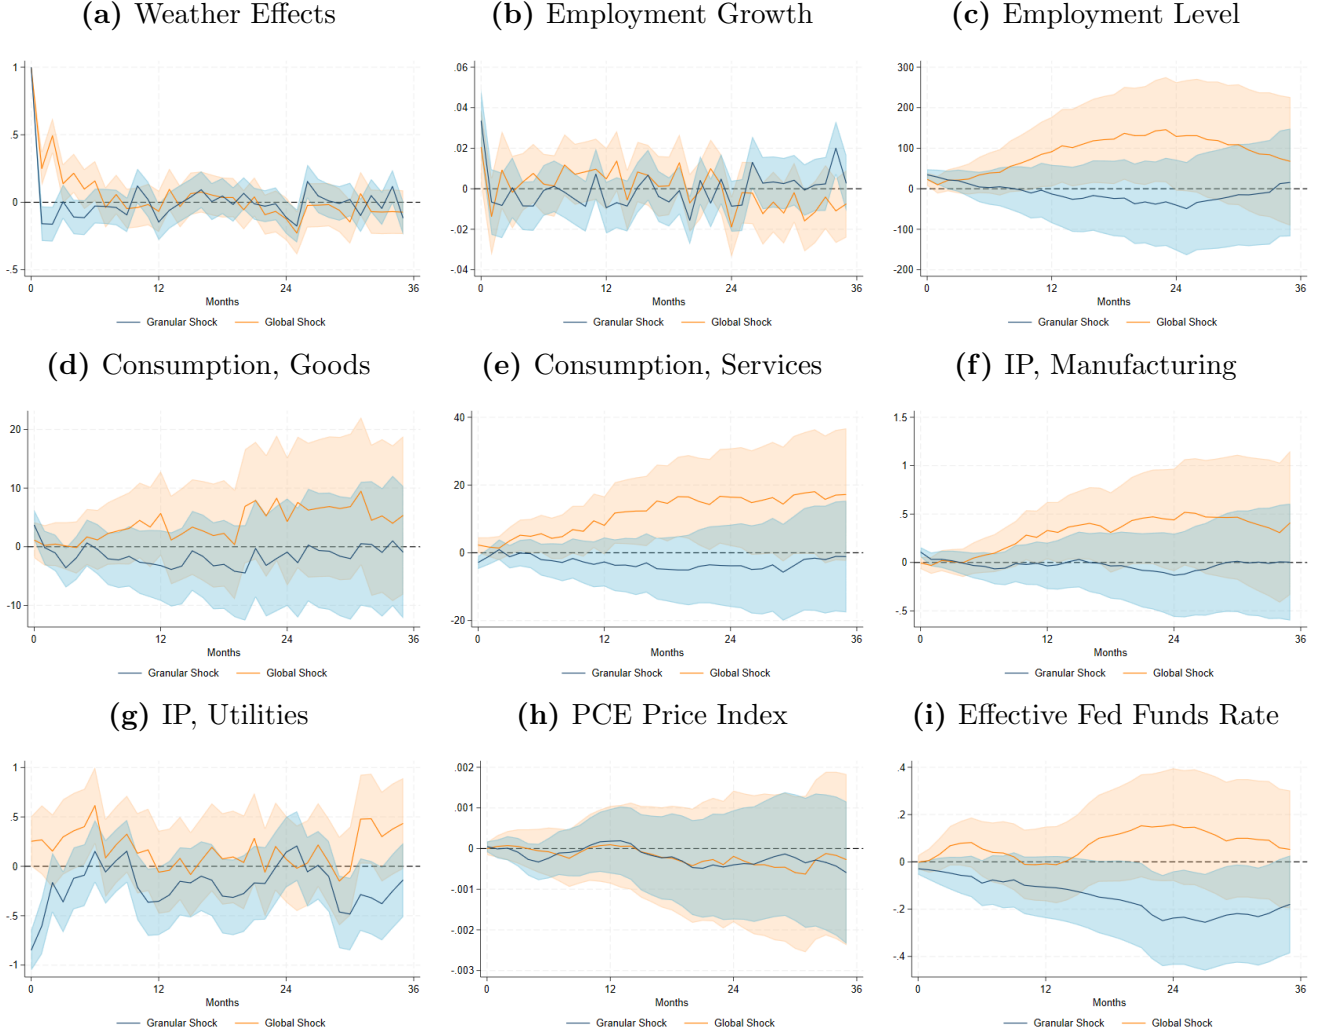 (a) Weather Effects
1
.5
0
-.5
0 12 24 36
Months
Granular Shock Global Shock
(b) Employment Growth
.06
.04
.02
0
-.02
-.04
0 12 24 36
Months
Granular Shock Global Shock
(c) Employment Level
300
200
100
0
-100
-200
0 12 24 36
Months
Granular Shock Global Shock
(d) Consumption, Goods
20
10
0
-10
0 12 24 36
Months
Granular Shock Global Shock
(e) Consumption, Services
40
20
0
-20
0 12 24 36
Months
Granular Shock Global Shock
(f) IP, Manufacturing
1.5
1
.5
0
-.5
0 12 24 36
Months
Granular Shock Global Shock
(g) IP, Utilities
1
.5
0
-.5
-1
0 12 24 36
Months
Granular Shock Global Shock
(h) PCE Price Index
.002
.001
0
-.001
-.002
-.003
0 12 24 36
Months
Granular Shock Global Shock
(i) Effective Fed Funds Rate
.4
.2
0
-.2
-.4
0 12 24 36
Months
Granular Shock Global Shock